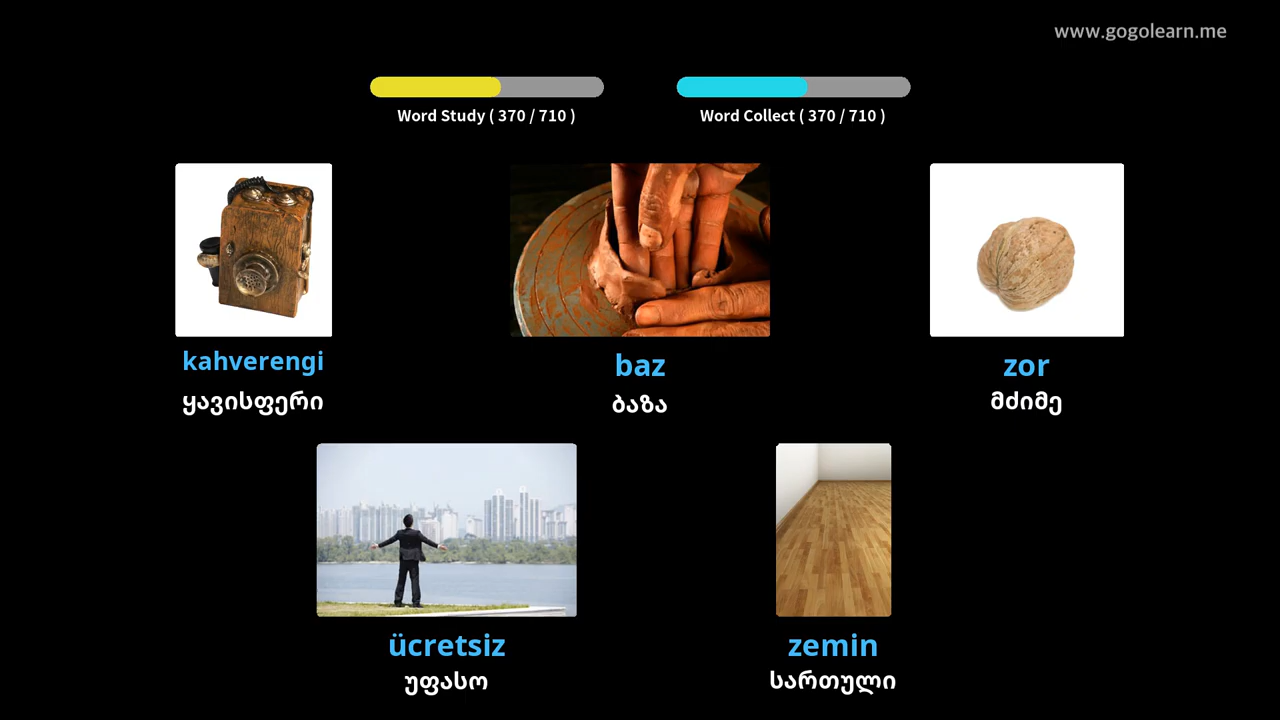 www.gogolearn.me
Word Study ( 370 / 710 )
Word Collect ( 370 / 710 )
kahverengi
ყავისფერი
baz
ბაზა
zor
მძიმე
ücretsiz
უფასო
zemin
სართული